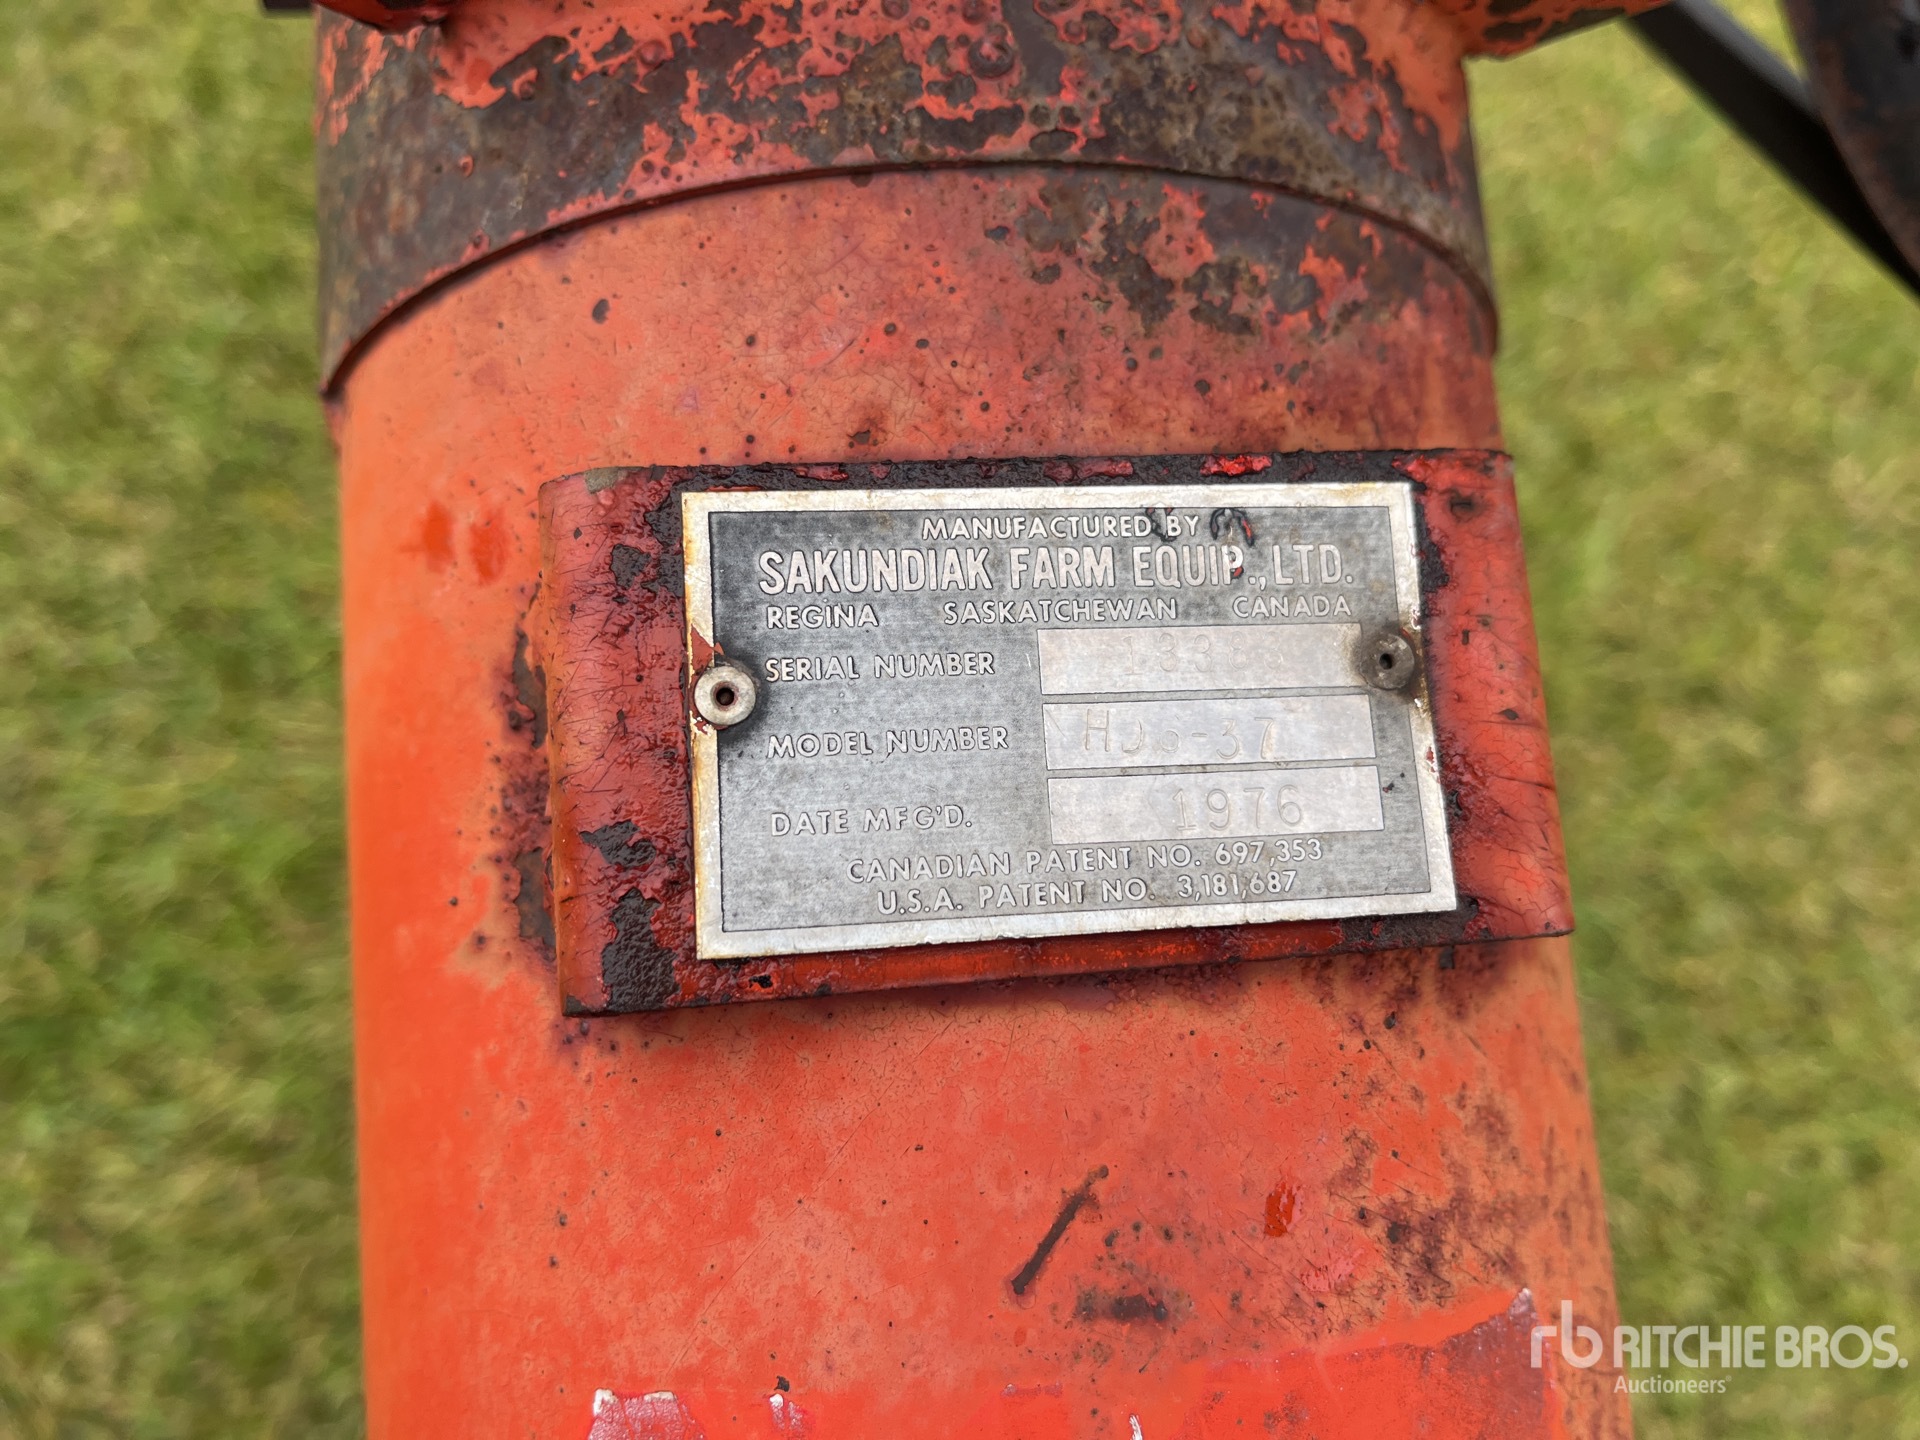 MANUFACTURED BY
SAKUNDIAK FARM EQUIP., LTD.
REGINA SASKATCHEWAN CANADA
SERIAL NUMBER
MODEL NUMBER
DATE MFG'D. 1976
CANADIAN PATENT NO. 697,353
U.S.A. PATENT NO. 3,181,687
rb RITCHIE BROS.
Auctioneers